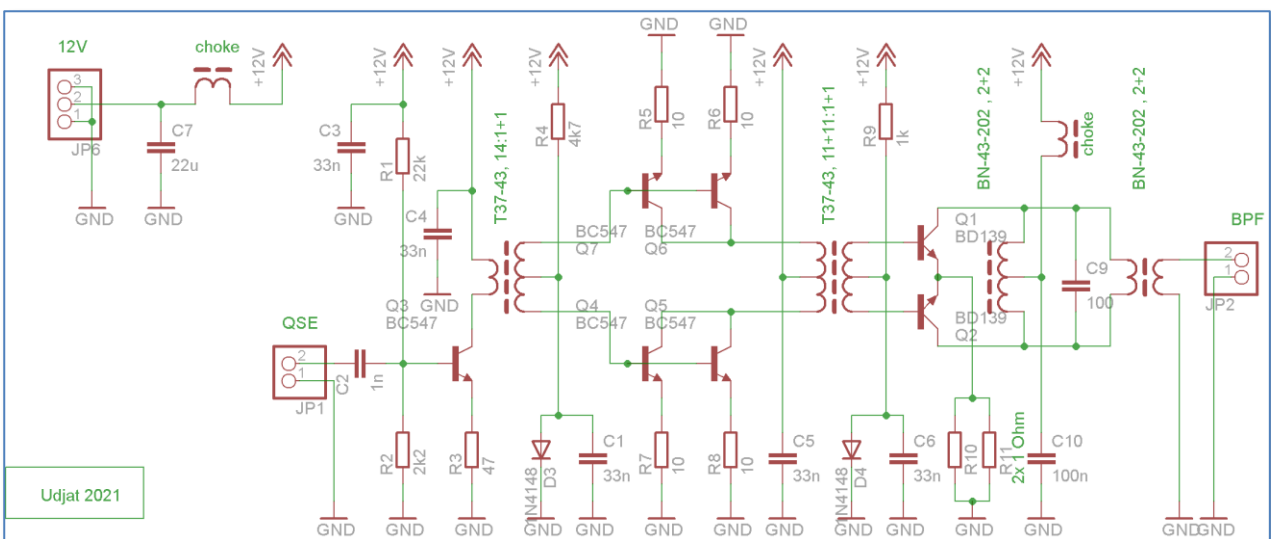 12V
3
2
1
JP6
GND
C7
22u
GND
choke
+12V
C3
33n
GND
+12V
R1
22k
+12V
C4
33n
GND
T37-43, 14:1+1
+12V
R4
4k7
GND
R5
10
GND
R6
10
BC547
Q7
BC547
Q6
+12V
T37-43, 11+11:1+1
+12V
R9
1k
BN-43-202 , 2+2
+12V
choke
BN-43-202 , 2+2
Q1
BD139
C9
100
BPF
2
1
JP2
QSE
2
1
JP1
C2
1n
Q3
BC547
Q4
BC547
Q5
BC547
BD139
Q2
R2
2k2
GND
R3
47
GND
1N4148
D3
GND
C1
33n
GND
R7
10
GND
R8
10
GND
C5
33n
GND
1N4148
D4
GND
C6
33n
GND
R10
R11
2x 1 Ohm
GND
C10
100n
GND
GND
GND
GND
Udjat 2021